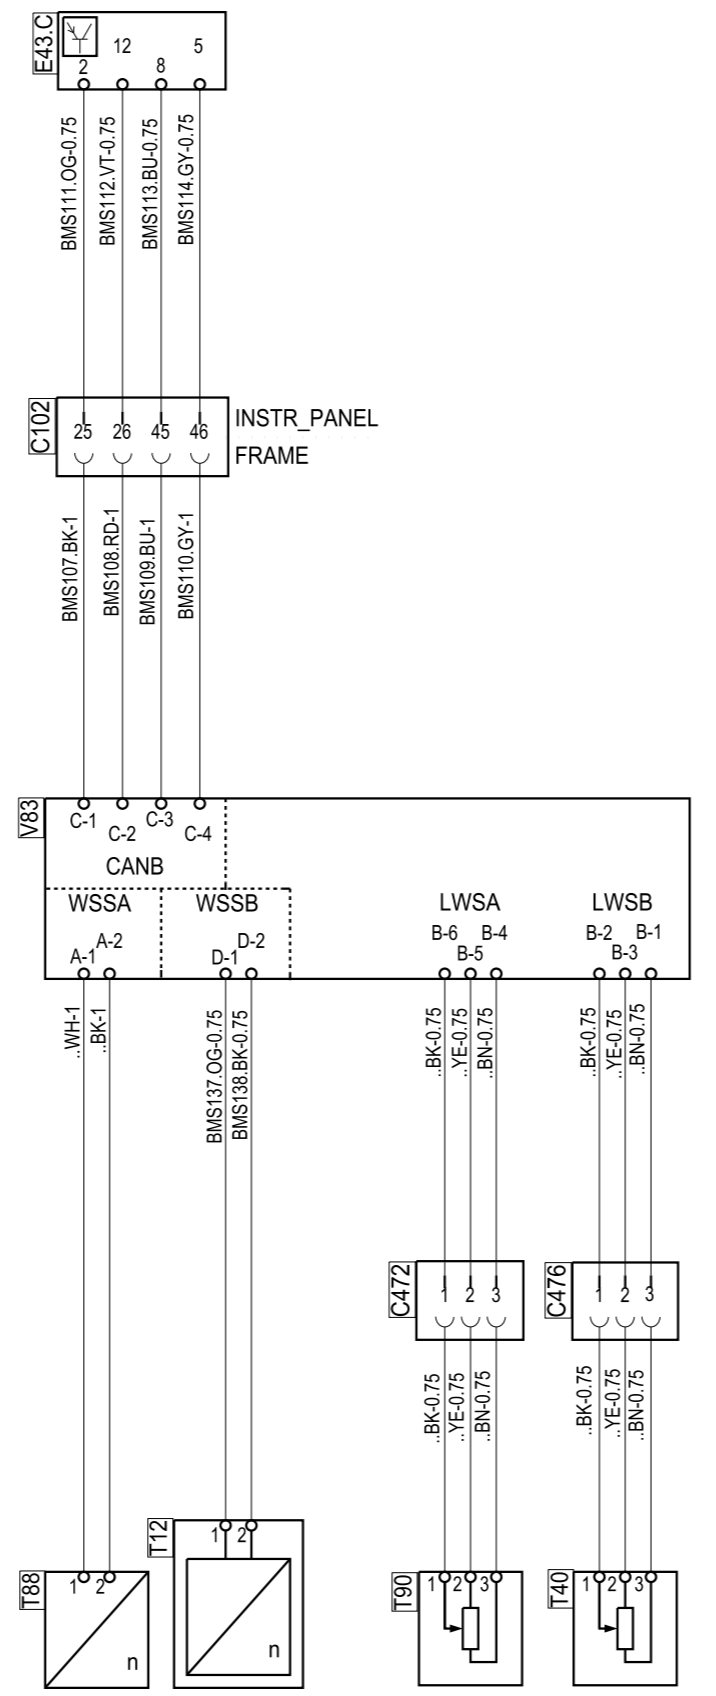 E43.C
12 5
2 8
BMS111.OG-0.75
BMS112.VT-0.75
BMS113.BU-0.75
BMS114.GY-0.75
C102
25 26 45 46
INSTR_PANEL
FRAME
BMS107.BK-1
BMS108.RD-1
BMS109.BU-1
BMS110.GY-1
V83
C-1 C-2 C-3 C-4
CANB
WSSA WSSB LWSA LWSB
A-1 A-2 D-1 D-2 B-6 B-5 B-4 B-2 B-3 B-1
..WH-1
..BK-1
BMS137.OG-0.75
BMS138.BK-0.75
..BK-0.75
..YE-0.75
..BN-0.75
..BK-0.75
..YE-0.75
..BN-0.75
C472
1 2 3
C476
1 2 3
..BK-0.75
..YE-0.75
..BN-0.75
..BK-0.75
..YE-0.75
..BN-0.75
T88
1 2
n
T12
1 2
n
T90
1 2 3
T40
1 2 3